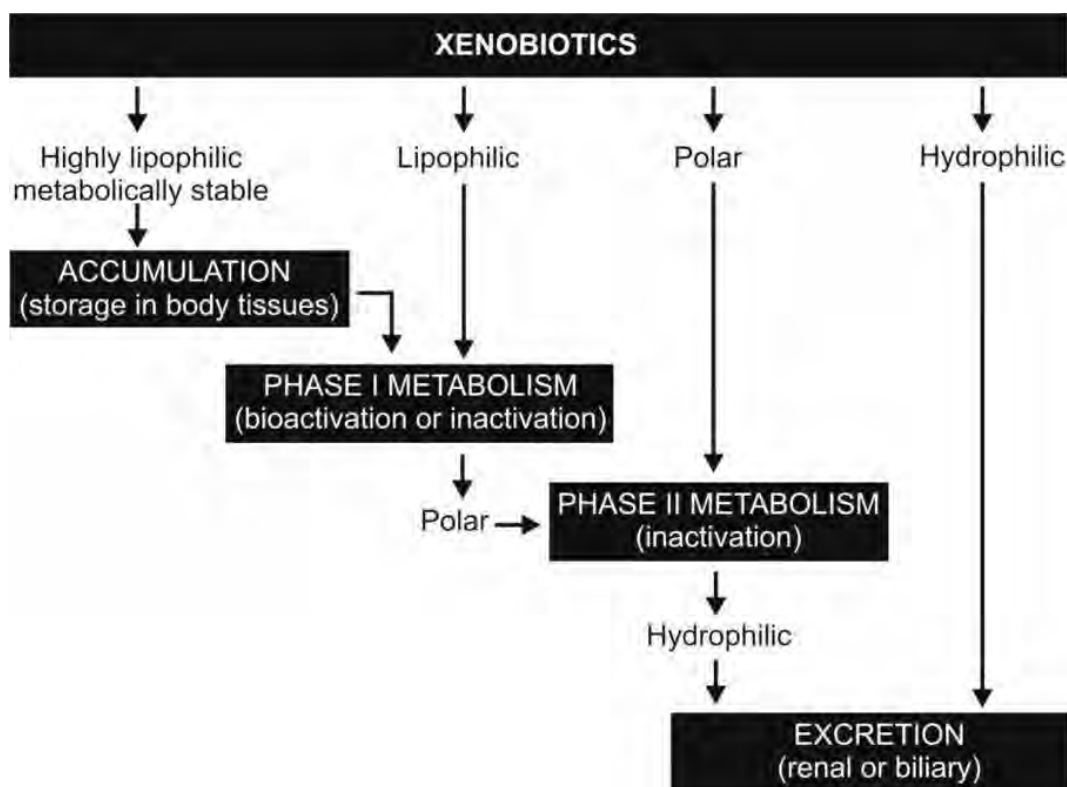 XENOBIOTICS
Highly lipophilic
metabolically stable
Lipophilic
Polar
Hydrophilic
ACCUMULATION
(storage in body tissues)
PHASE I METABOLISM
(bioactivation or inactivation)
Polar
PHASE II METABOLISM
(inactivation)
Hydrophilic
EXCRETION
(renal or biliary)